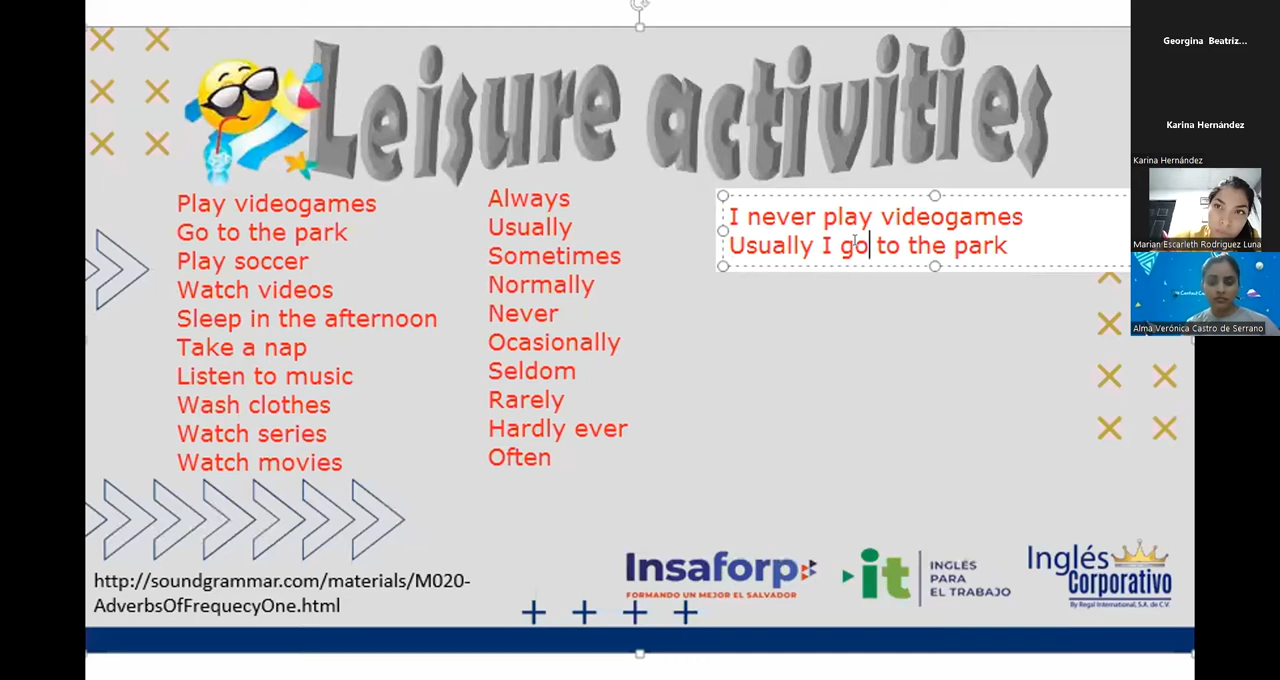 Leisure activities
Play videogames
Go to the park
Play soccer
Watch videos
Sleep in the afternoon
Take a nap
Listen to music
Wash clothes
Watch series
Watch movies
Always
Usually
Sometimes
Normally
Never
Ocasionally
Seldom
Rarely
Hardly ever
Often
I never play videogames
Usually I go to the park
http://soundgrammar.com/materials/M020-
AdverbsOfFrequecyOne.html
Insaforp
FORMANDO UN MEJOR EL SALVADOR
it
INGLÉS
PARA
EL TRABAJO
Inglés
Corporativo
By Regal International, S.A. de C.V.
Georgina Beatriz...
Karina Hernández
Karina Hernández
Marian Escarleth Rodriguez Luna
Alma Verónica Castro de Serrano